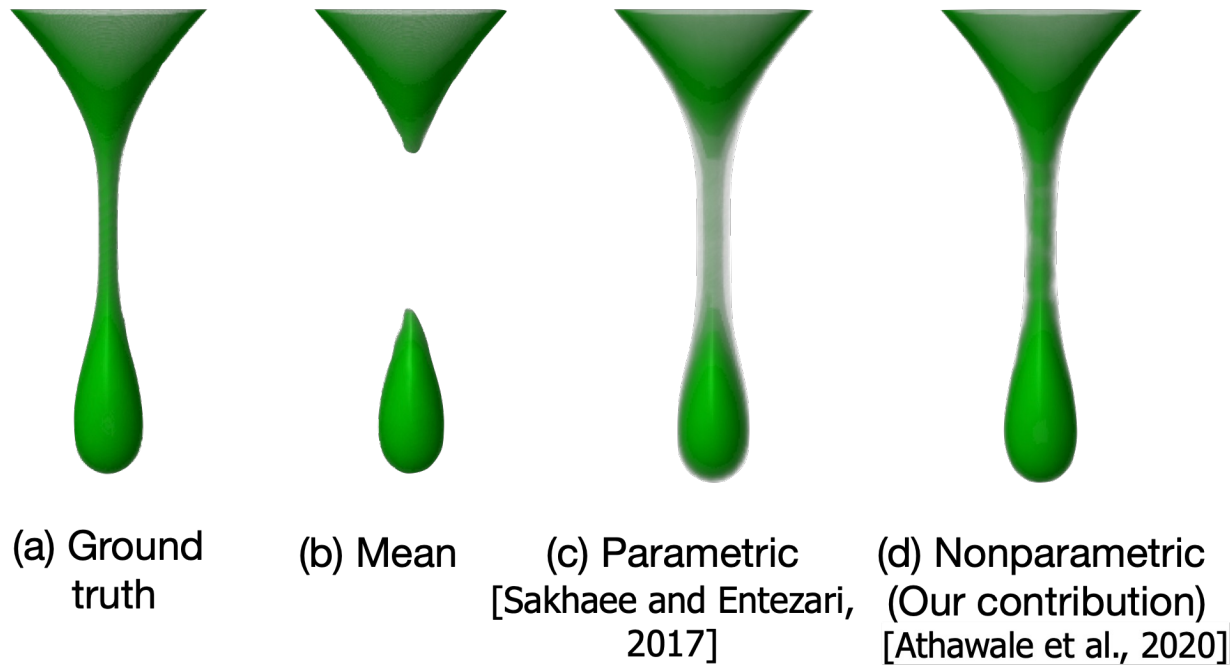 (a) Ground
truth
(b) Mean
(c) Parametric
[Sakhaee and Entezari,
2017]
(d) Nonparametric
(Our contribution)
[Athawale et al., 2020]